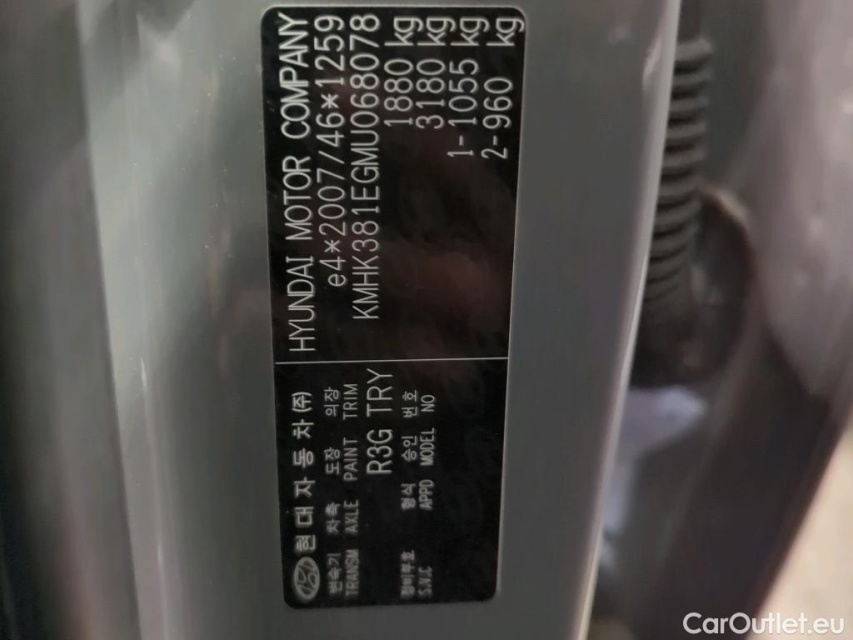 HYUNDAI MOTOR COMPANY
e4*2007/46*1259
KMHK381EGMU068078
1880 kg
3180 kg
1- 1055 kg
2- 960 kg
현대자동차(주)
변속기 차축 도장 의장
TRANSM AXLE PAINT TRIM
R3G TRY
정비부호 형식 승인 번호
S.V.C APPD MODEL NO
CarOutlet.eu